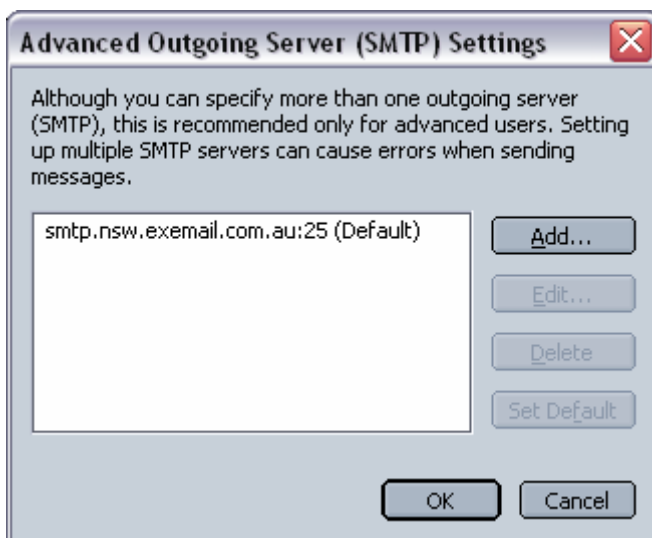 Advanced Outgoing Server (SMTP) Settings
Although you can specify more than one outgoing server
(SMTP), this is recommended only for advanced users. Setting
up multiple SMTP servers can cause errors when sending
messages.
smtp.nsw.exemail.com.au:25 (Default)
Add...
Edit...
Delete
Set Default
OK
Cancel